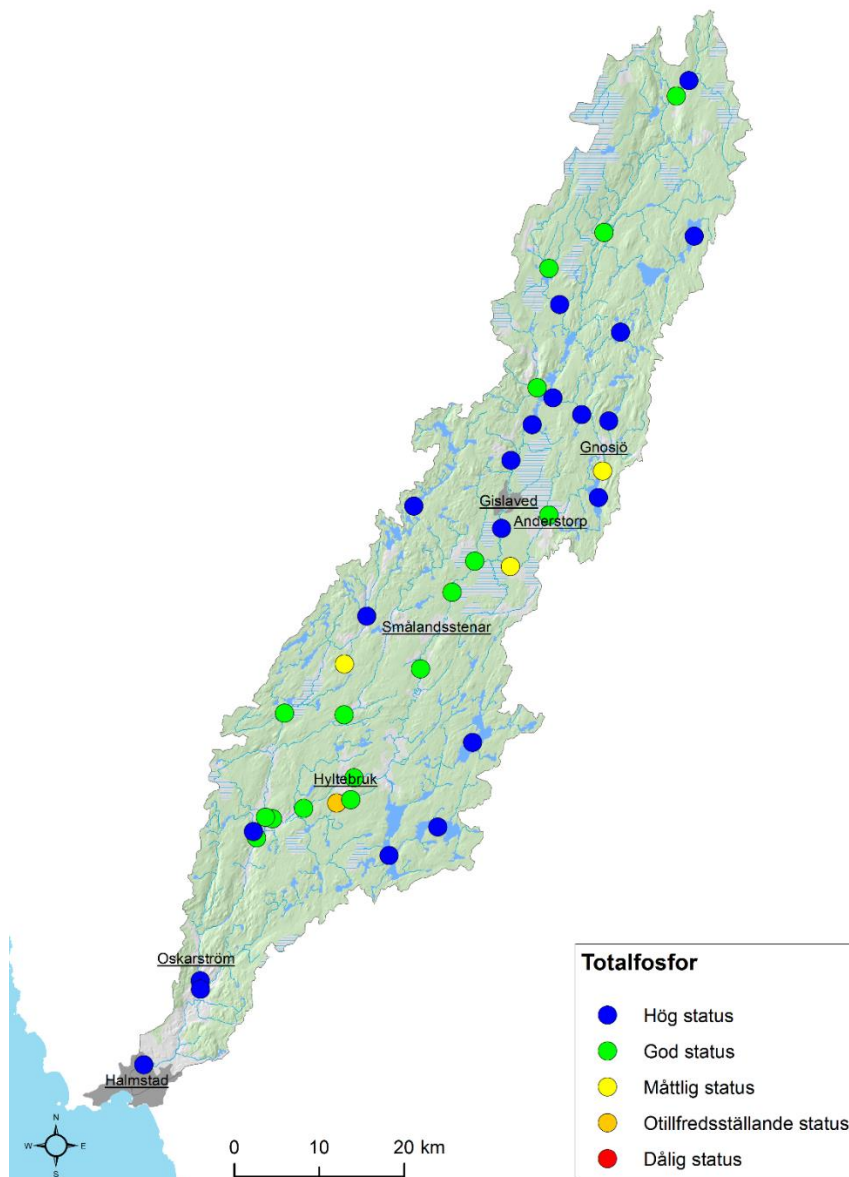 Gnosjö
Gislaved
Anderstorp
Smålandsstenar
Hyltebruk
Oskarström
Halmstad
N
W E
S
0 10 20 km
Totalfosfor
Hög status
God status
Måttlig status
Otillfredsställande status
Dålig status